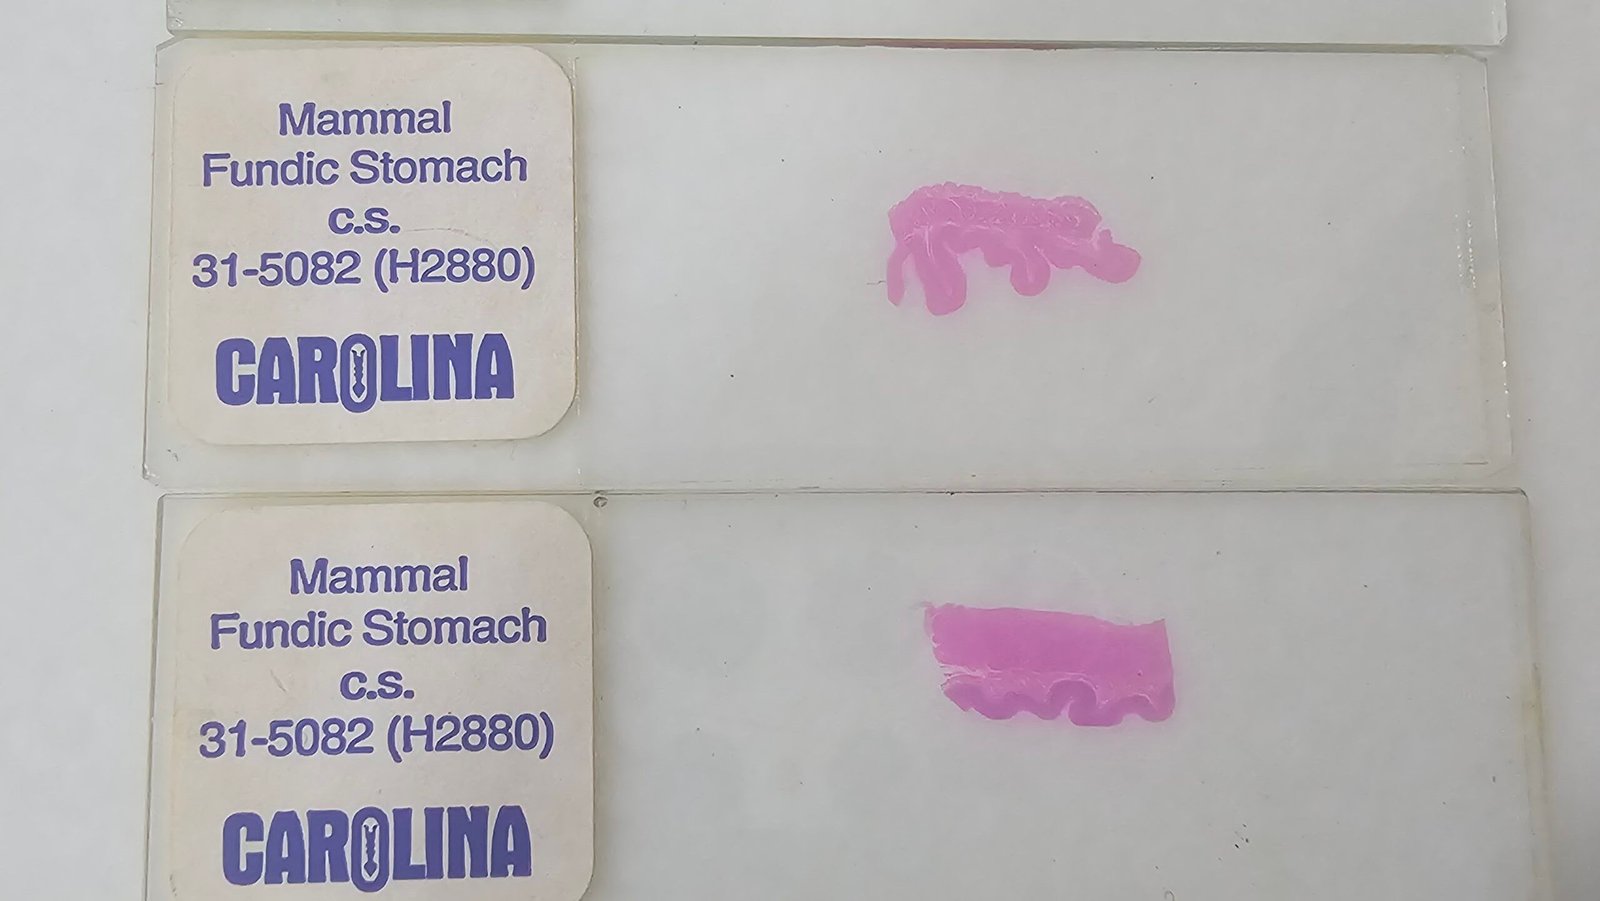 Mammal
Fundic Stomach
c.s.
31-5082 (H2880)
CAROLINA
Mammal
Fundic Stomach
c.s.
31-5082 (H2880)
CAROLINA